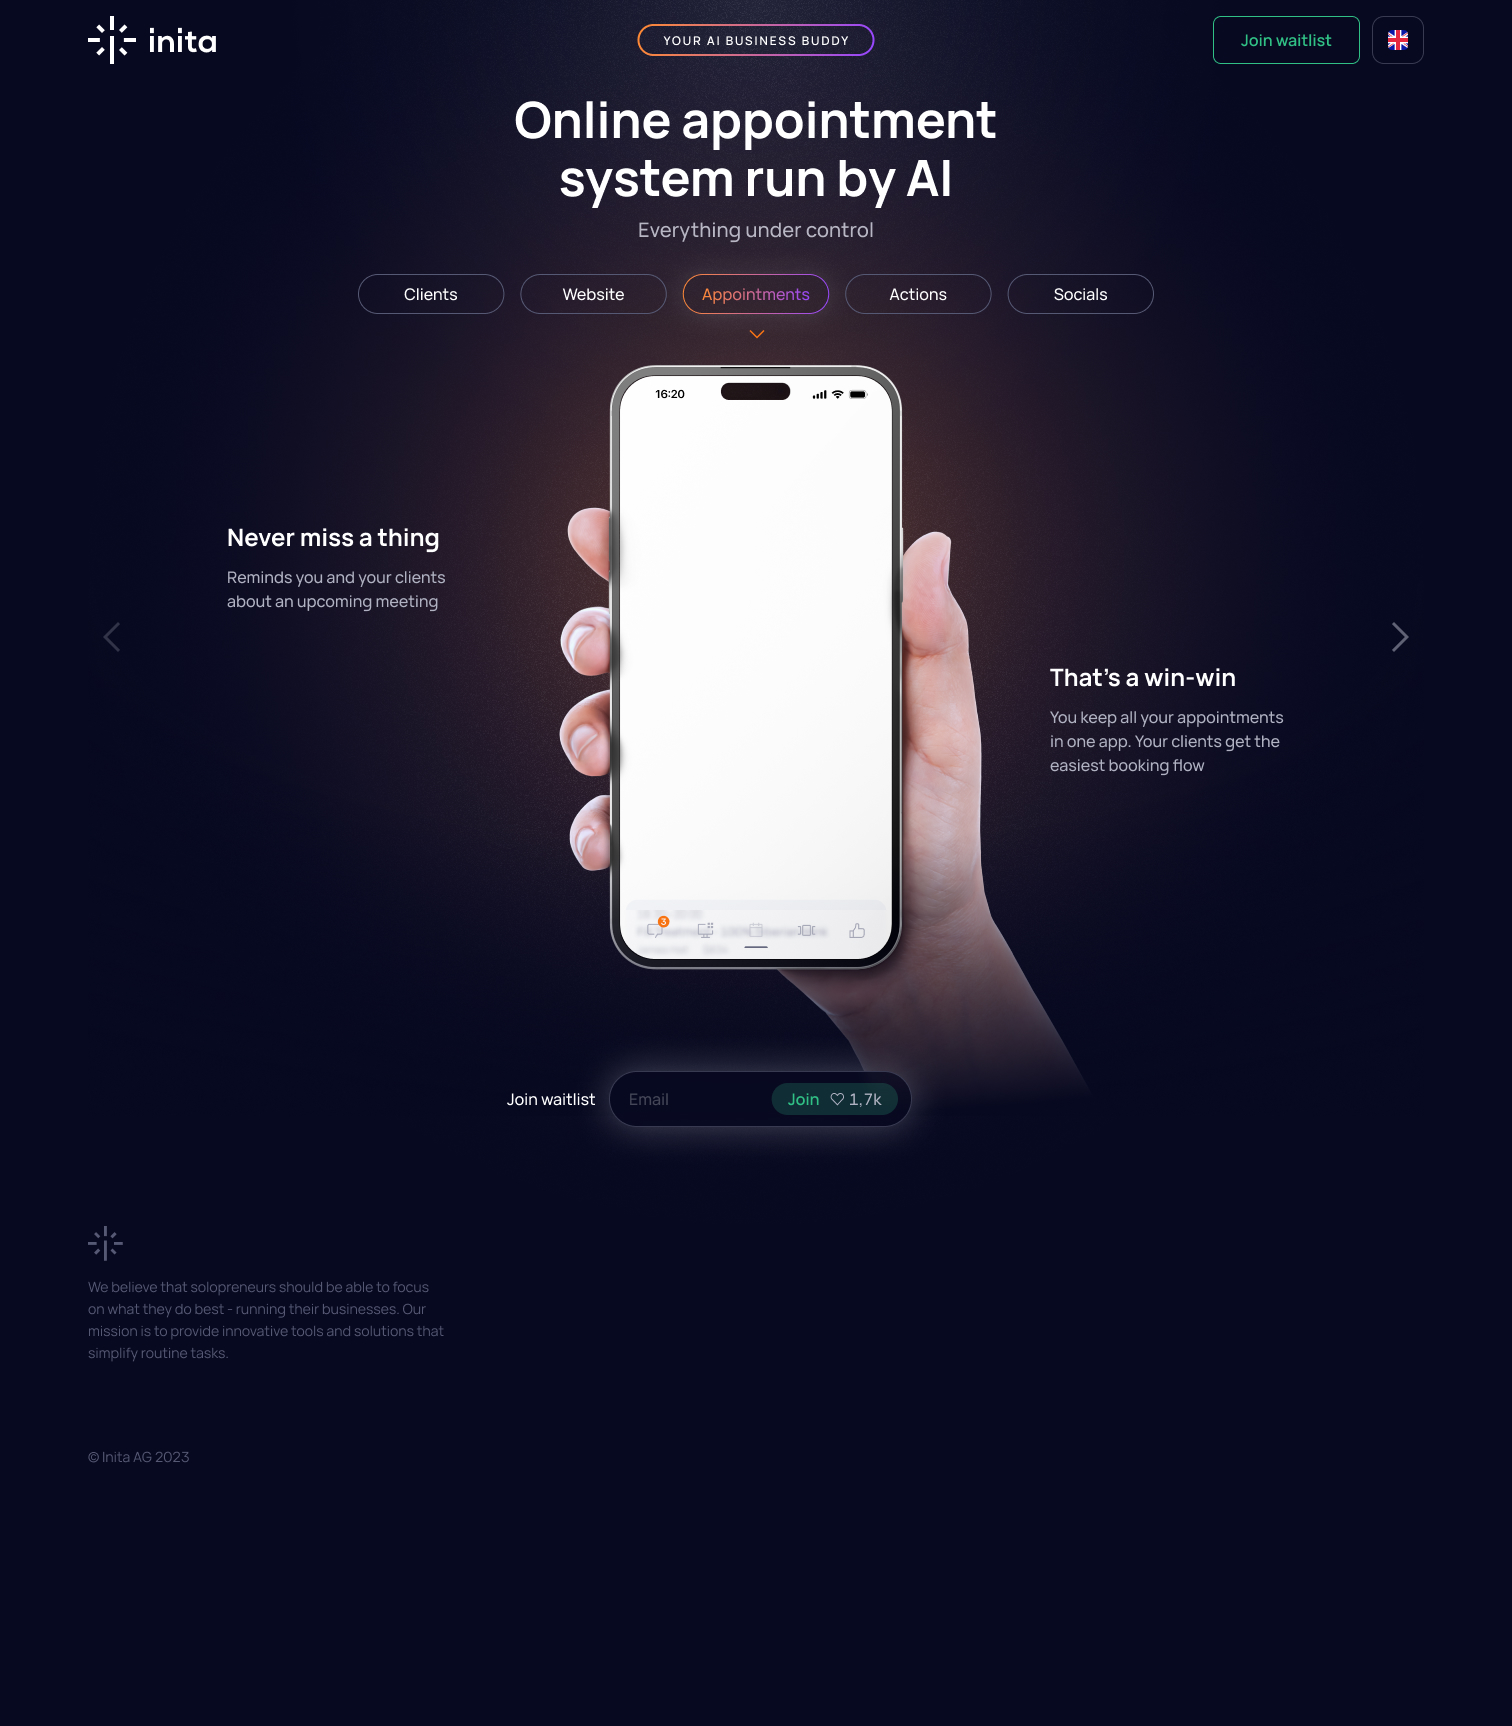 inita
YOUR AI BUSINESS BUDDY
Join waitlist
Online appointment
system run by AI
Everything under control
Clients
Website
Appointments
Actions
Socials
16:20
Never miss a thing
Reminds you and your clients
about an upcoming meeting
That's a win-win
You keep all your appointments
in one app. Your clients get the
easiest booking flow
3
Join waitlist
Email
Join
1,7k
We believe that solopreneurs should be able to focus
on what they do best - running their businesses. Our
mission is to provide innovative tools and solutions that
simplify routine tasks.
© Inita AG 2023